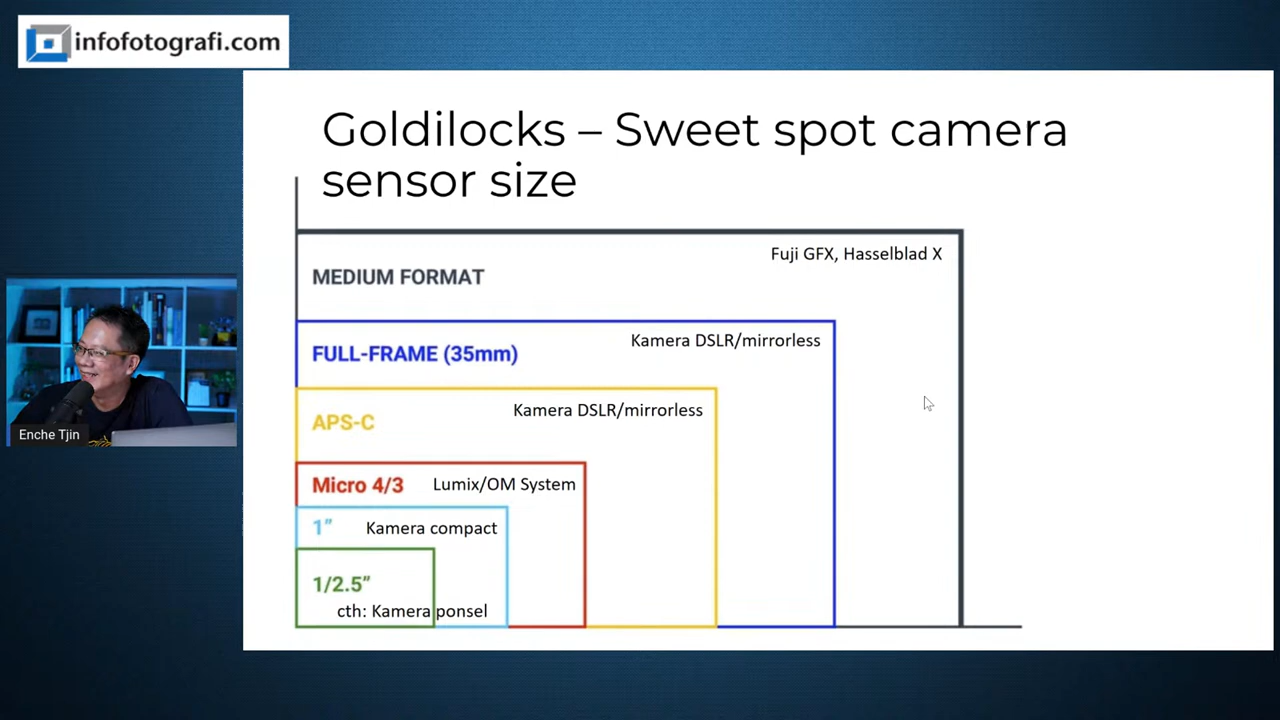 infofotografi.com
Goldilocks – Sweet spot camera
sensor size
Fuji GFX, Hasselblad X
MEDIUM FORMAT
Kamera DSLR/mirrorless
FULL-FRAME (35mm)
Kamera DSLR/mirrorless
APS-C
Micro 4/3 Lumix/OM System
1” Kamera compact
1/2.5”
cth: Kamera ponsel
Enche Tjin